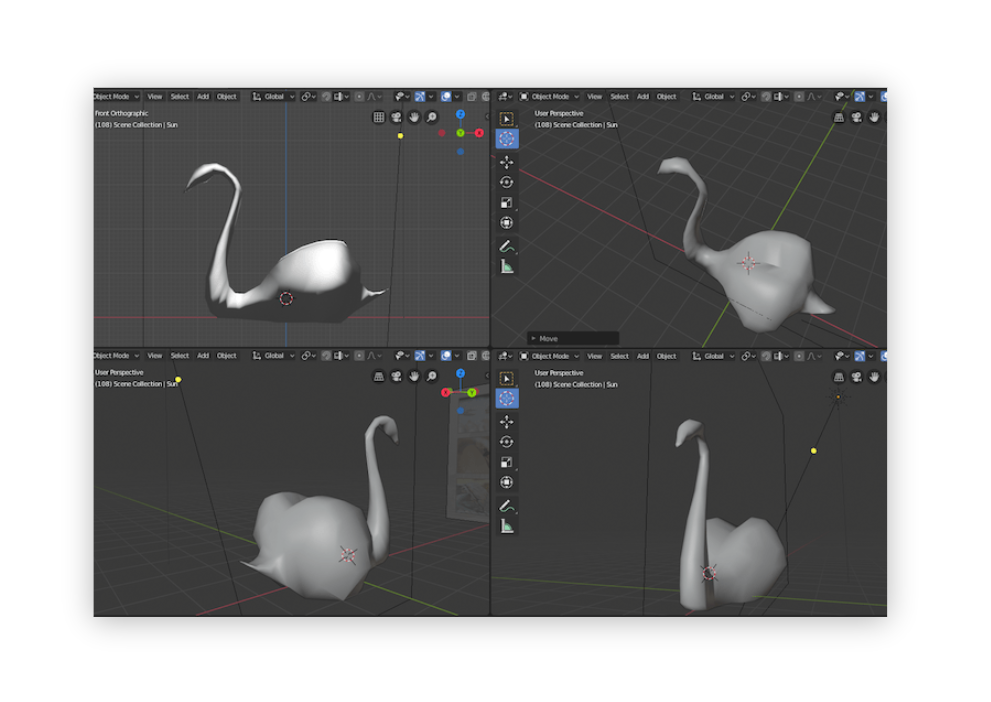 Object Mode View Select Add Object Global
Front Orthographic
(108) Scene Collection | Sun
Z
Y
X
Object Mode View Select Add Object Global
User Perspective
(108) Scene Collection | Sun
Move
Object Mode View Select Add Object Global
User Perspective
(108) Scene Collection | Sun
Z
X
Y
Object Mode View Select Add Object Global
User Perspective
(108) Scene Collection | Sun